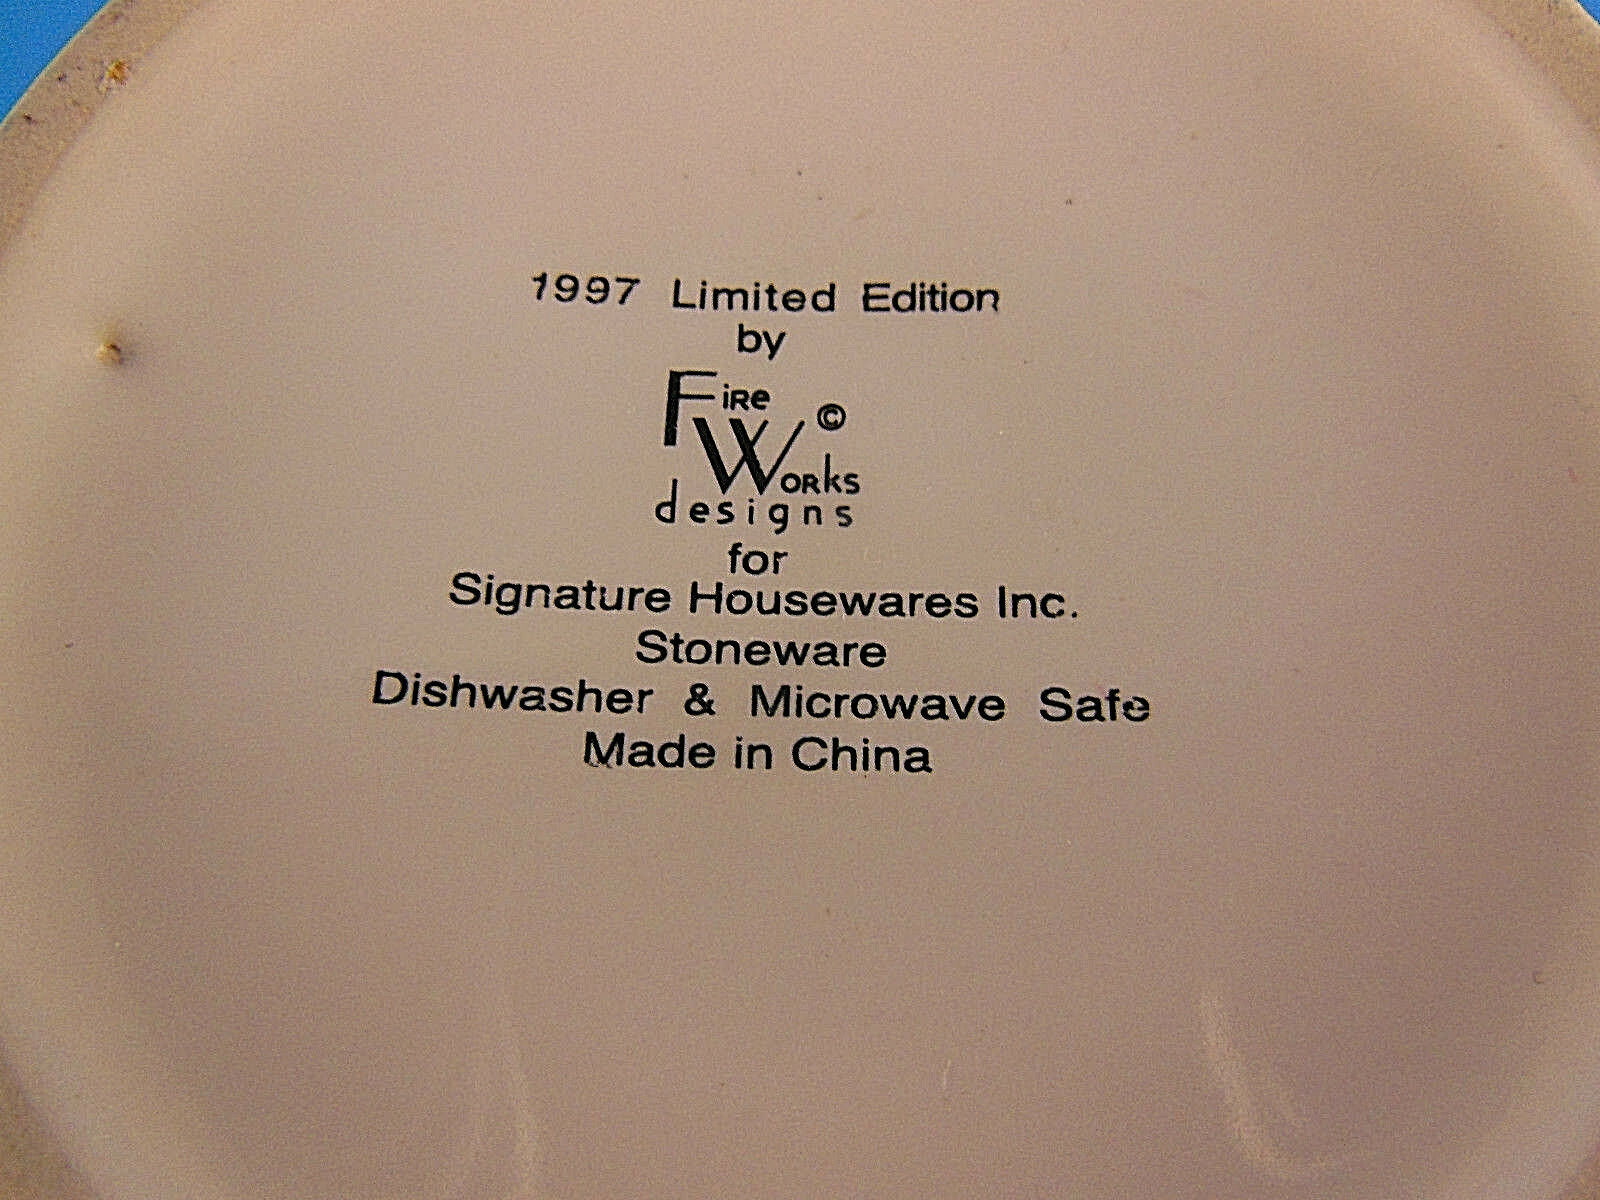 1997 Limited Edition
by
FiRe ©
WORks
designs
for
Signature Housewares Inc.
Stoneware
Dishwasher & Microwave Safe
Made in China